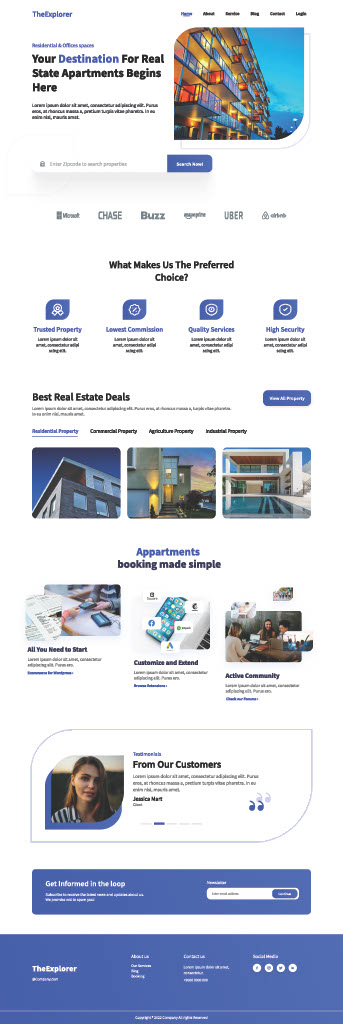 TheExplorer
Home About Service Blog Contact Login
Residential & Offices spaces
Your Destination For Real
State Apartments Begins
Here
Lorem ipsum dolor sit amet, consectetur adipiscing elit. Purus
eros, at rhoncus massa a, pretium turpis vitae pharetra. In eu
enim nisi, mauris amet.
Enter Zipcode to search properties
Search Now!
Microsoft CHASE Buzz amazonprime UBER airbnb
What Makes Us The Preferred
Choice?
Trusted Property
Lorem ipsum dolor sit
amet, consectetur adipi
scing elit.
Lowest Commission
Lorem ipsum dolor sit
amet, consectetur adipi
scing elit.
Quality Services
Lorem ipsum dolor sit
amet, consectetur adipi
scing elit.
High Security
Lorem ipsum dolor sit
amet, consectetur adipi
scing elit.
Best Real Estate Deals
Lorem ipsum dolor sit amet, consectetur adipiscing elit. Purus eros, at rhoncus massa a, pretium turpis vitae pharetra.
In eu enim nisi, mauris amet.
View All Property
Residential Property Commercial Property Agriculture Property Industrial Property
Appartments
booking made simple
All You Need to Start
Lorem ipsum dolor sit amet, consectetur
adipiscing elit. Purus ero.
Ecommerce for Wordpress ›
Customize and Extend
Lorem ipsum dolor sit amet, consectetur
adipiscing elit. Purus ero.
Browse Extensions ›
Active Community
Lorem ipsum dolor sit amet, consectetur
adipiscing elit. Purus ero.
Check our Forums ›
Testimonials
From Our Customers
Lorem ipsum dolor sit amet, consectetur adipiscing elit. Purus
eros, at rhoncus massa a, pretium turpis vitae pharetra. In eu
enim nisi, mauris amet.
Jessica Mart
Client
Get Informed in the loop
Subscribe to receive the latest news and updates about us.
We promise not to spam you!
Newsletter
Enter email address
Continue
TheExplorer
@Company.com
About us
Our Services
Blog
Booking
Contact us
Lorem ipsum dolor sit amet,
Social Media
Copyright ® 2022 Company All rights Reserved